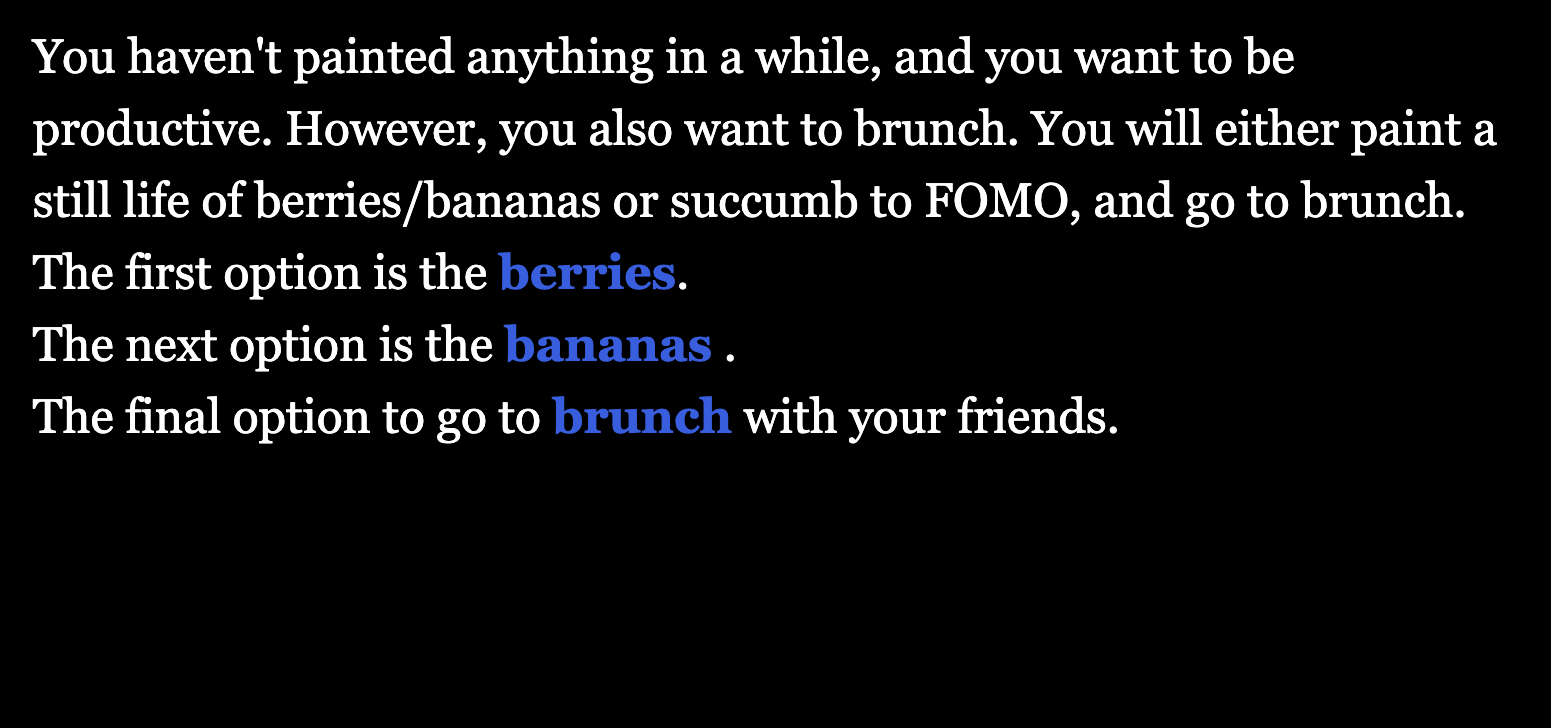 You haven't painted anything in a while, and you want to be
productive. However, you also want to brunch. You will either paint a
still life of berries/bananas or succumb to FOMO, and go to brunch.
The first option is the berries.
The next option is the bananas .
The final option to go to brunch with your friends.